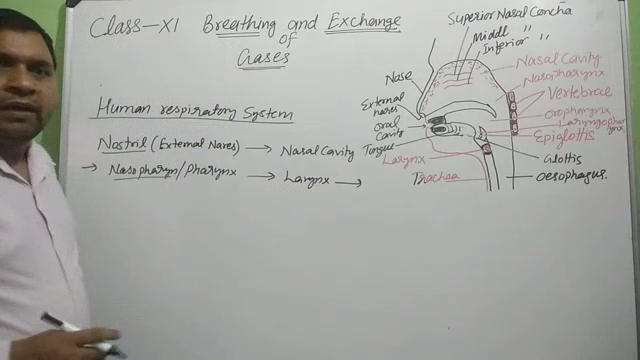 Class-XI Breathing and Exchange
of
Gases
Human respiratory System
Nostril (External Nares) → Nasal Cavity
→ Nasopharyn/Pharynx → Larynx →
Superior Nasal Concha
Middl "
Inferior "
Nasal Cavity
Nasopharynx
Vertebrae
Oropharynx
Laryngopharynx
Epiglottis
Glottis
Oesophagus.
Nose
External nares
Oral Cavity
Tongue
Larynx
Trachea